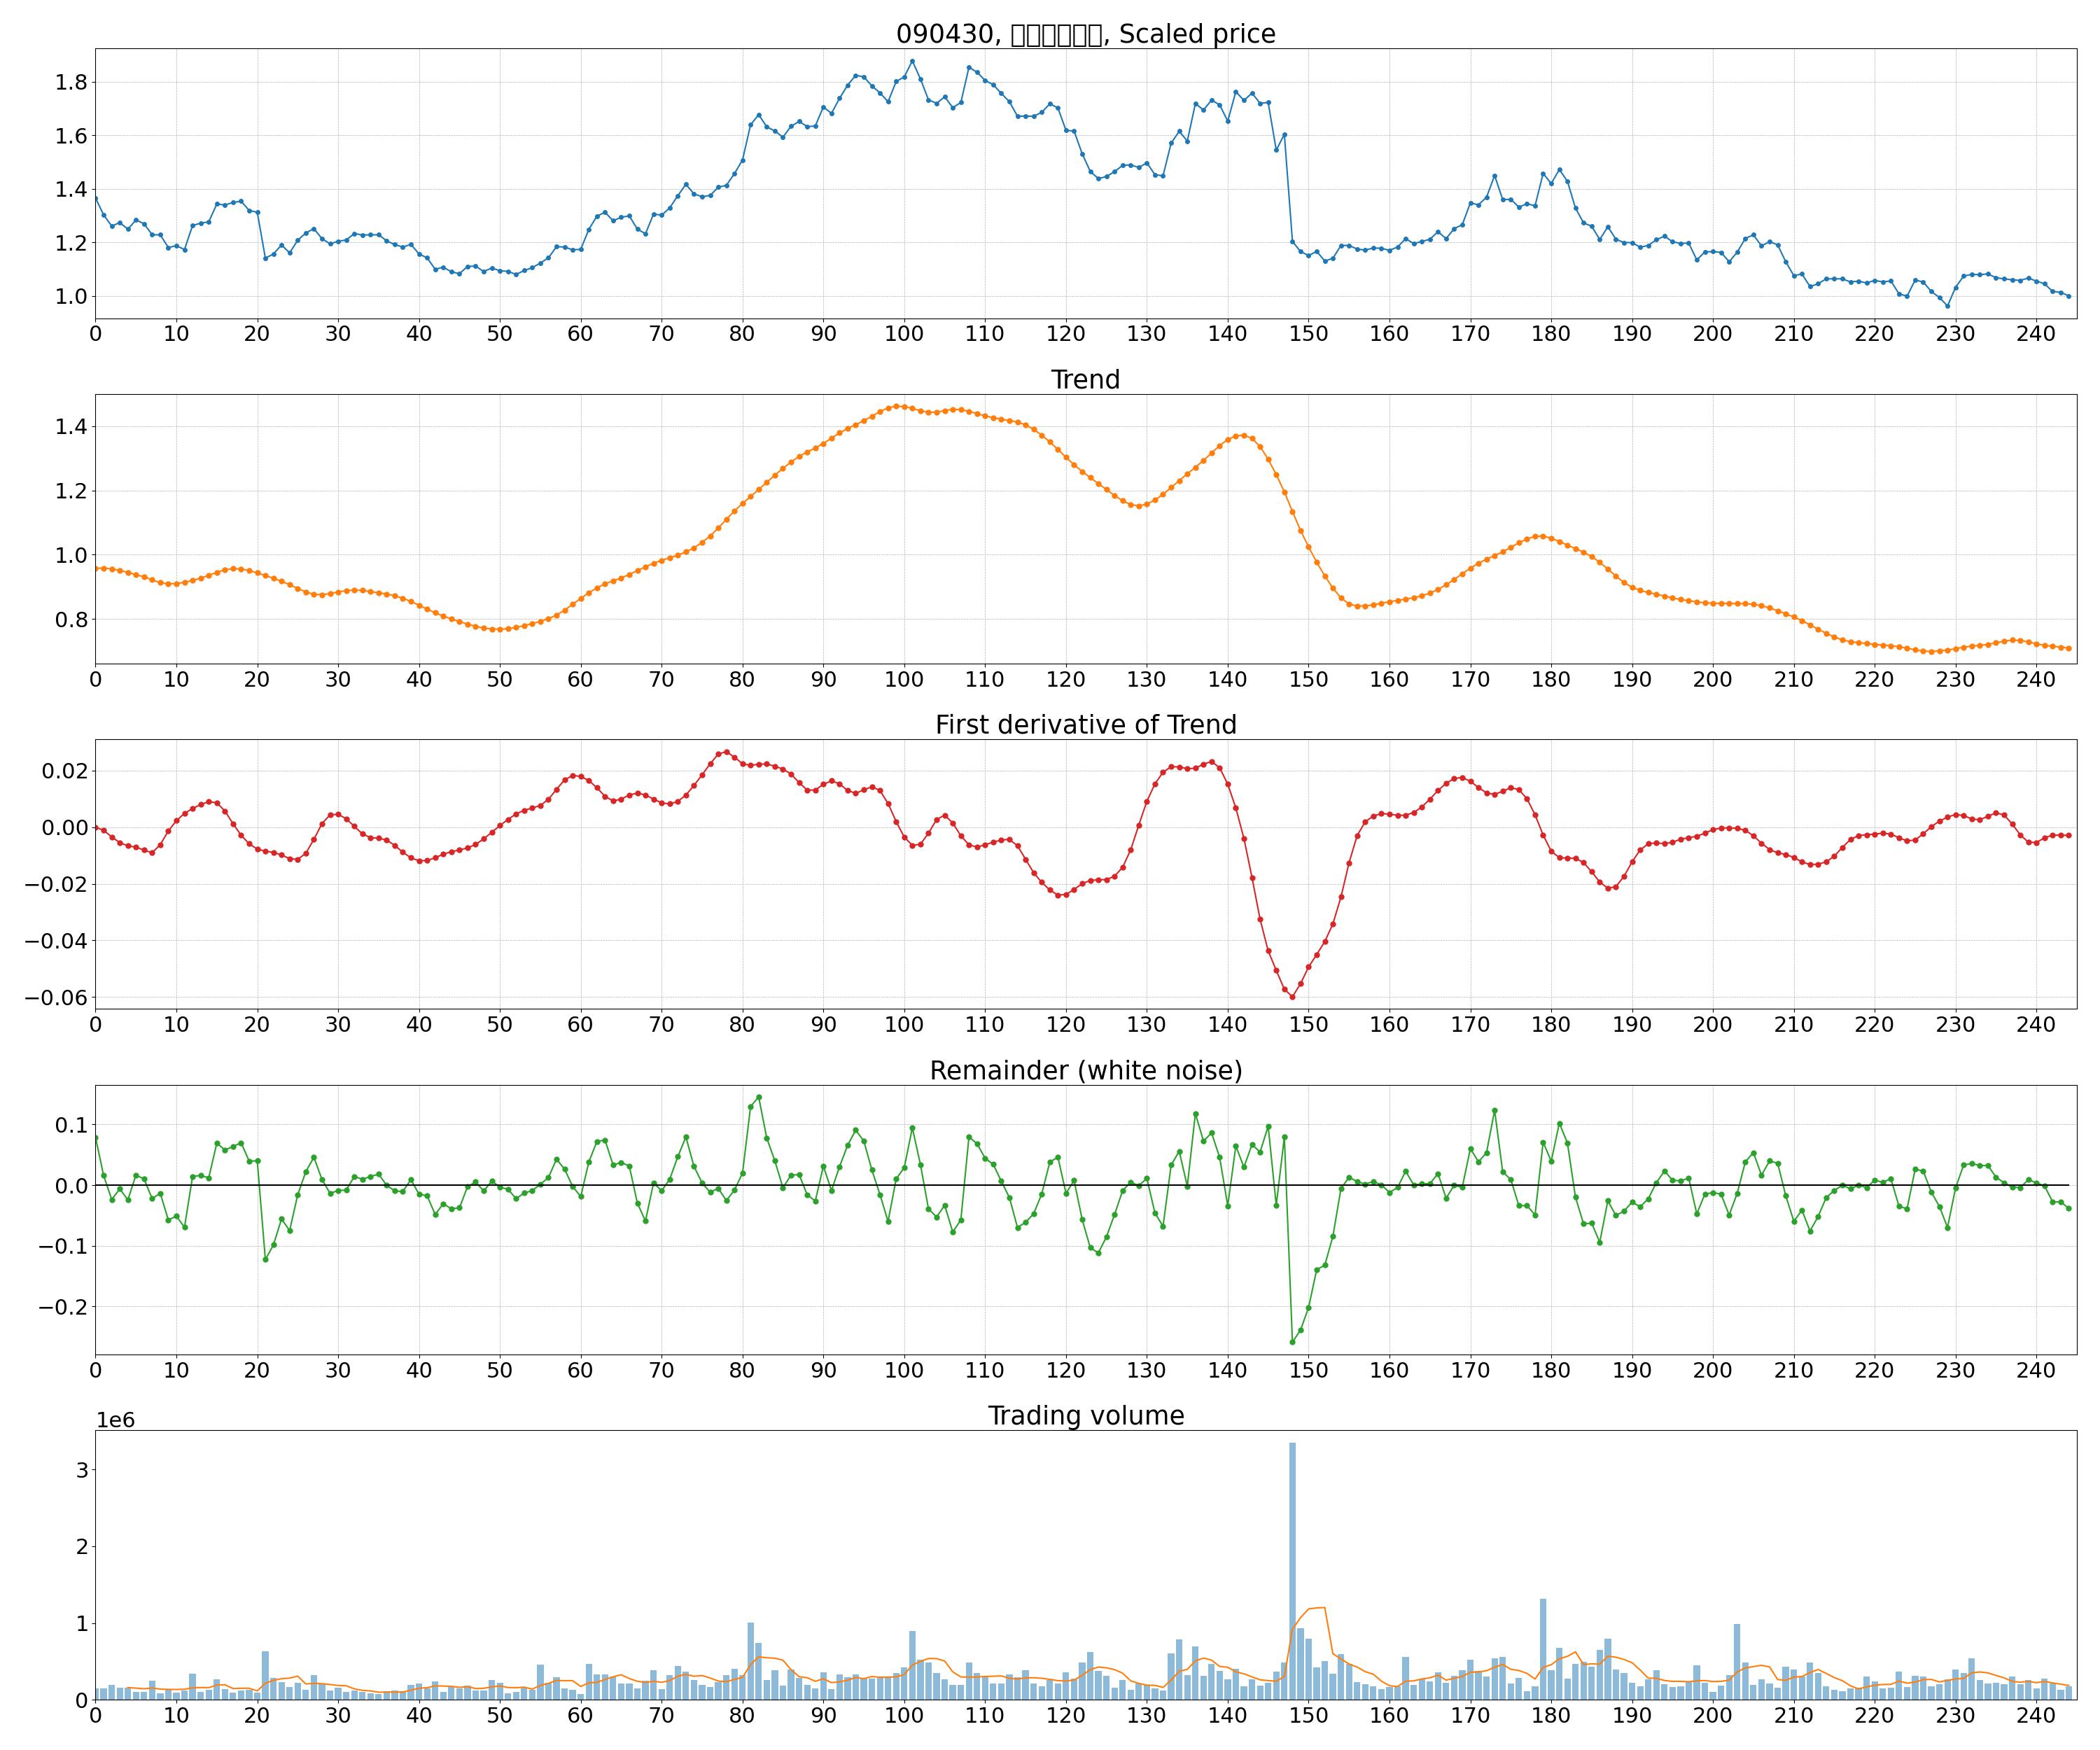 090430, □□□□□□, Scaled price
1.8
1.6
1.4
1.2
1.0
0 10 20 30 40 50 60 70 80 90 100 110 120 130 140 150 160 170 180 190 200 210 220 230 240
Trend
1.4
1.2
1.0
0.8
0 10 20 30 40 50 60 70 80 90 100 110 120 130 140 150 160 170 180 190 200 210 220 230 240
First derivative of Trend
0.02
0.00
−0.02
−0.04
−0.06
0 10 20 30 40 50 60 70 80 90 100 110 120 130 140 150 160 170 180 190 200 210 220 230 240
Remainder (white noise)
0.1
0.0
−0.1
−0.2
0 10 20 30 40 50 60 70 80 90 100 110 120 130 140 150 160 170 180 190 200 210 220 230 240
Trading volume
1e6
3
2
1
0
0 10 20 30 40 50 60 70 80 90 100 110 120 130 140 150 160 170 180 190 200 210 220 230 240